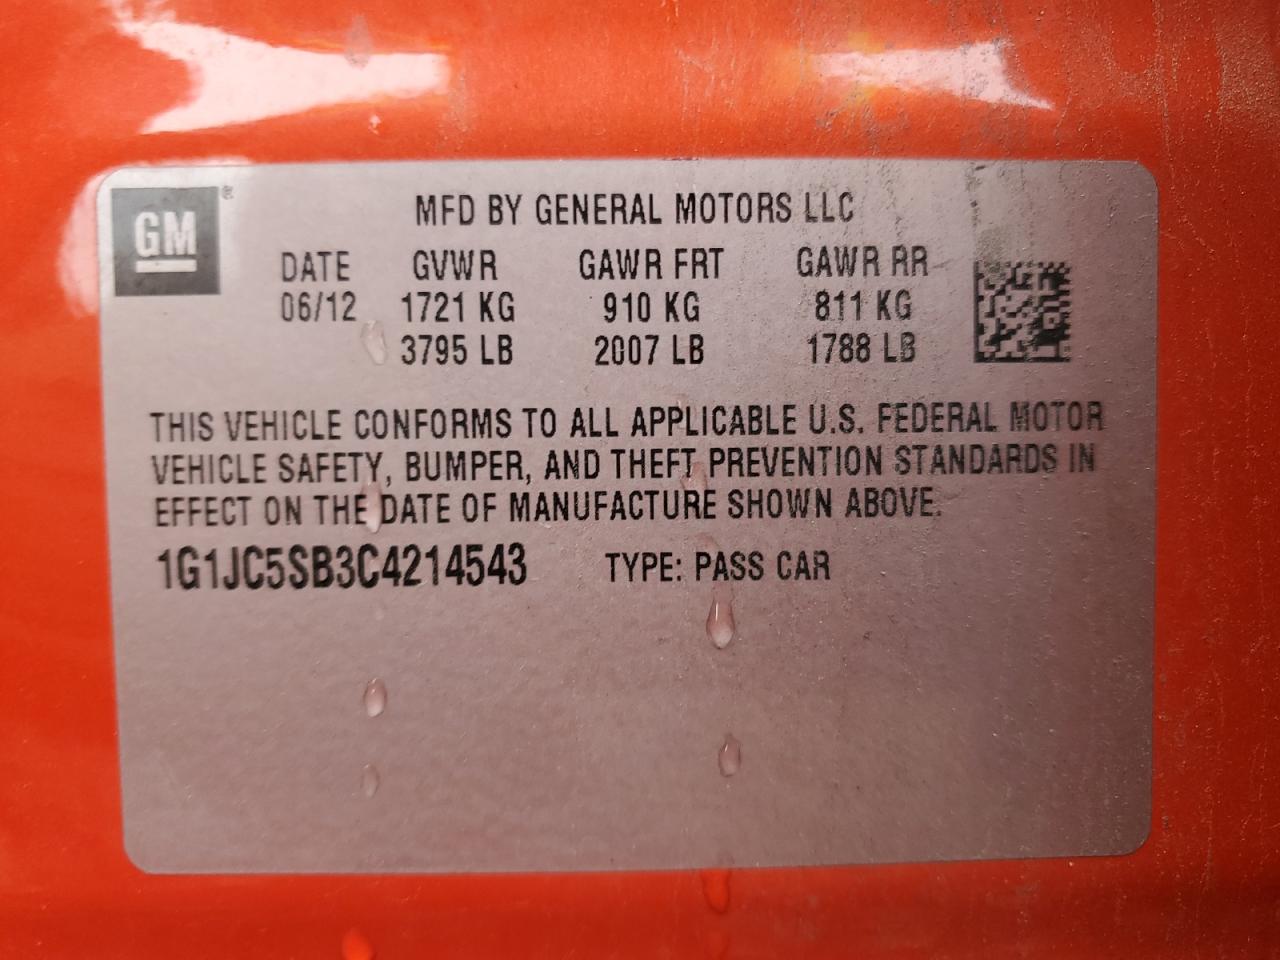 GM
MFD BY GENERAL MOTORS LLC
DATE GVWR GAWR FRT GAWR RR
06/12 1721 KG 910 KG 811 KG
3795 LB 2007 LB 1788 LB
THIS VEHICLE CONFORMS TO ALL APPLICABLE U.S. FEDERAL MOTOR
VEHICLE SAFETY, BUMPER, AND THEFT PREVENTION STANDARDS IN
EFFECT ON THE DATE OF MANUFACTURE SHOWN ABOVE.
1G1JC5SB3C4214543 TYPE: PASS CAR